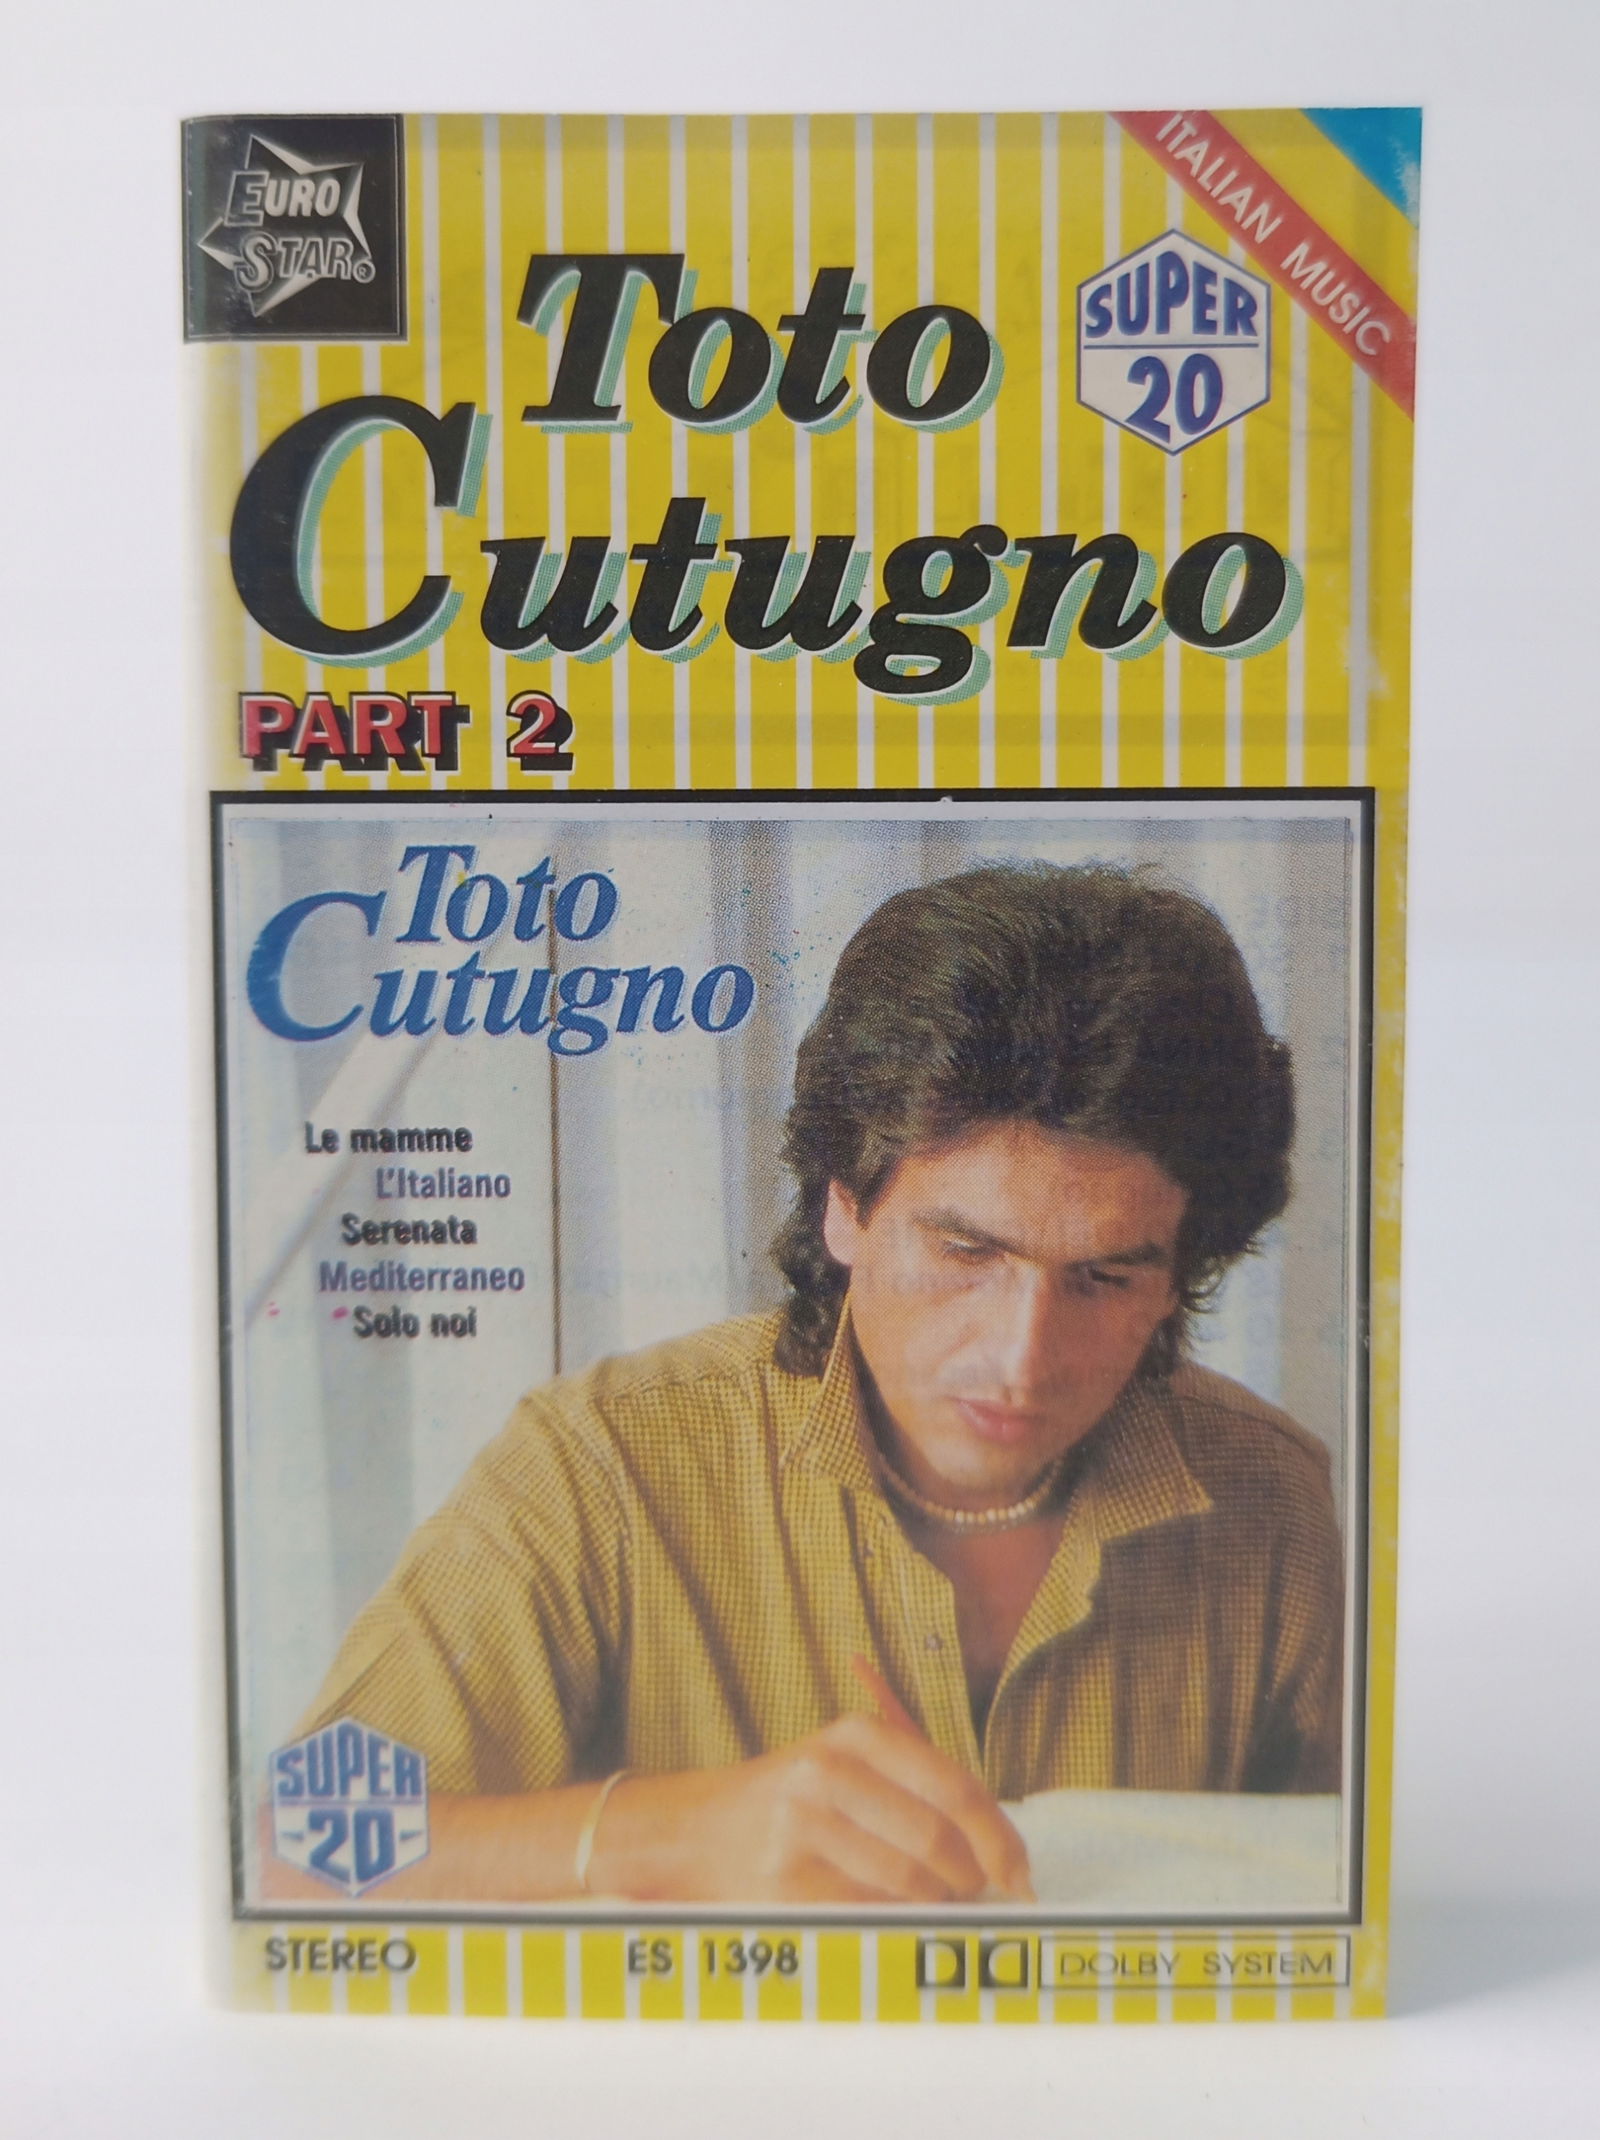 EURO
STAR®
ITALIAN MUSIC
SUPER
20
Toto
Cutugno
PART 2
Toto
Cutugno
Le mamme
L'Italiano
Serenata
Mediterraneo
Solo noi
SUPER
20
STEREO
ES 1398
DOLBY SYSTEM